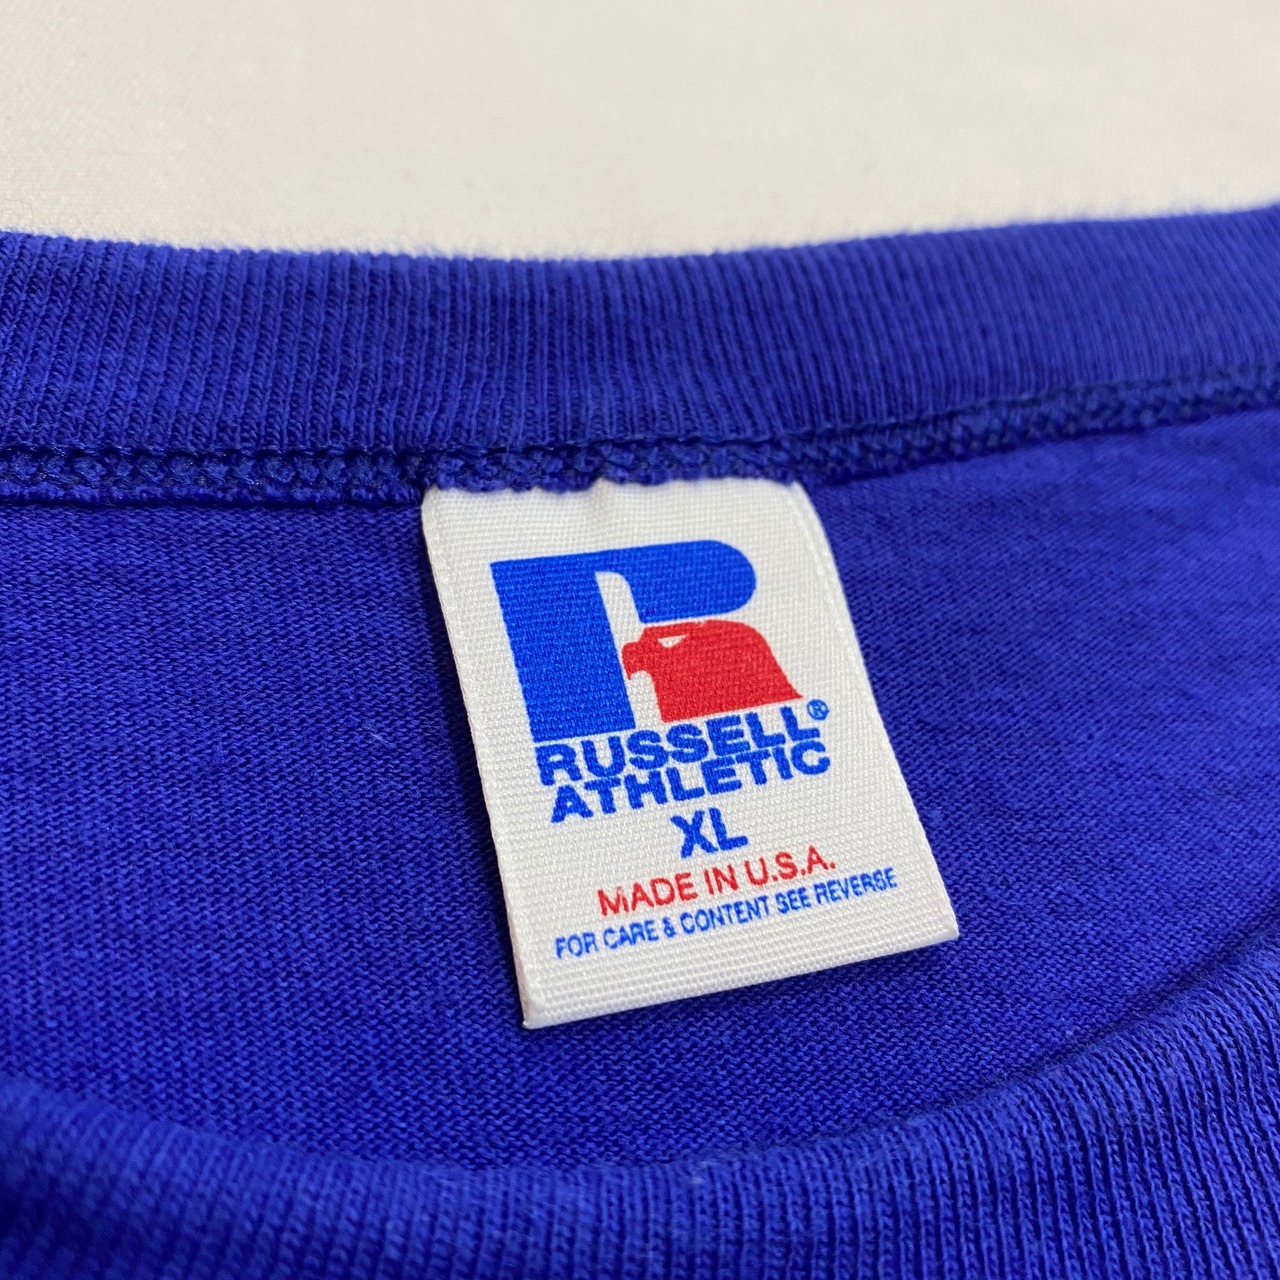 RUSSELL®
ATHLETIC
XL
MADE IN U.S.A.
FOR CARE & CONTENT SEE REVERSE